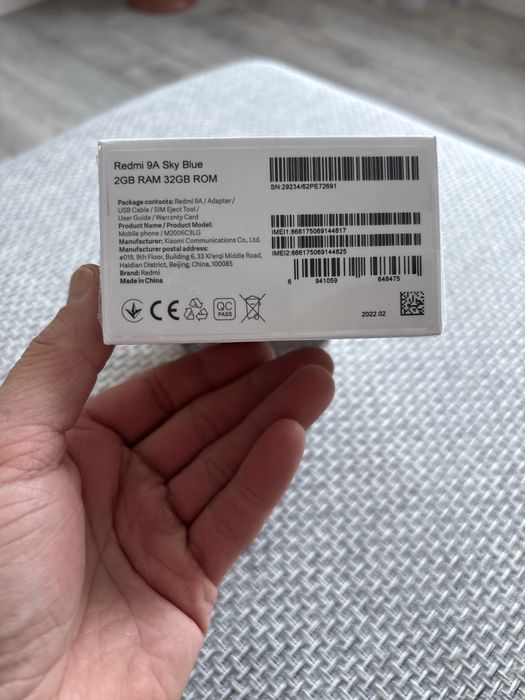 Redmi 9A Sky Blue
2GB RAM 32GB ROM
Package contents: Redmi 9A / Adapter /
USB Cable / SIM Eject Tool /
User Guide / Warranty Card
Product Name / Product Model:
Mobile phone / M2006C3LG
Manufacturer: Xiaomi Communications Co., Ltd.
Manufacturer postal address:
#019, 9th Floor, Building 6, 33 Xi'erqi Middle Road,
Haidian District, Beijing, China, 100085
Brand: Redmi
Made in China
SN:29234/62PE72691
IMEI1:866175069144817
IMEI2:866175069144825
6 941059 648475
CE
QC
PASS
2022.02